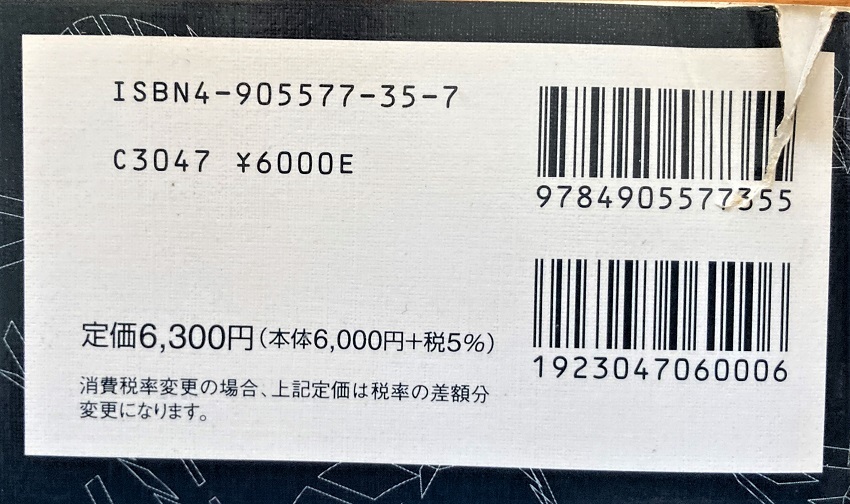 ISBN4-905577-35-7
C3047 ¥6000E
9784905577355
1923047060006
定価6,300円(本体6,000円+税5%)
消費税率変更の場合、上記定価は税率の差額分
変更になります。